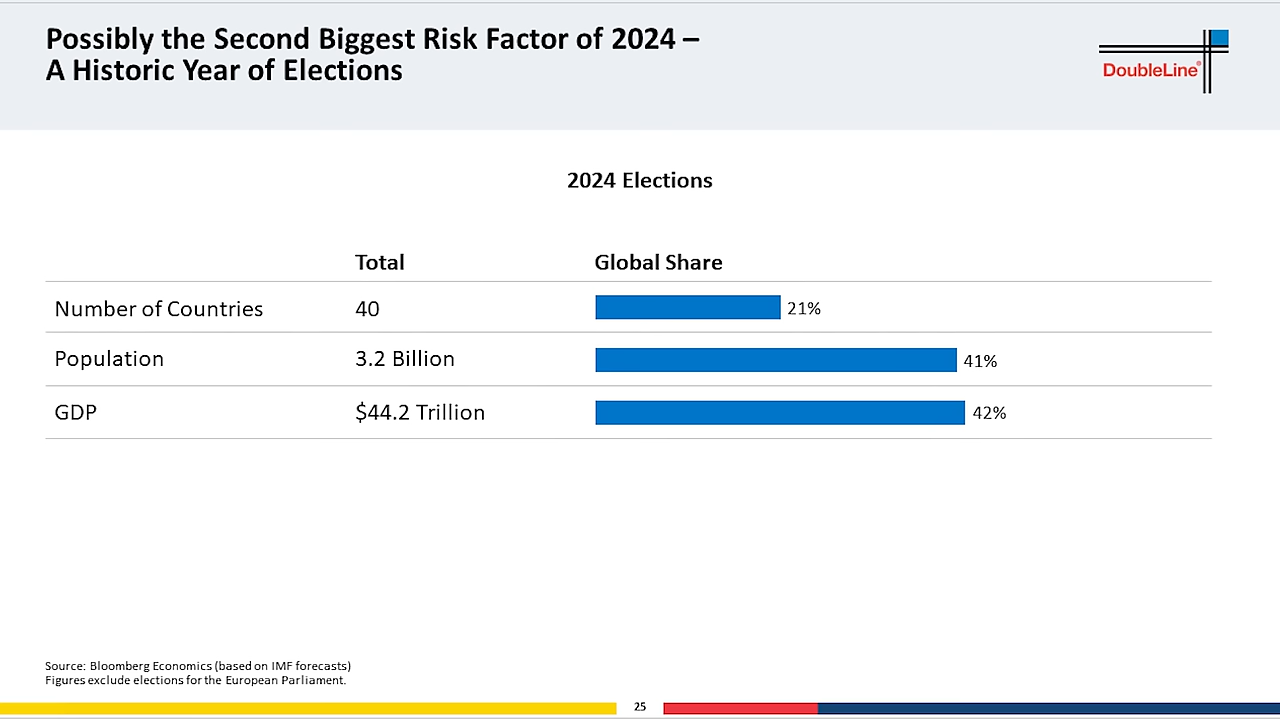 Possibly the Second Biggest Risk Factor of 2024 –
A Historic Year of Elections
DoubleLine®
2024 Elections
Total Global Share
Number of Countries 40 21%
Population 3.2 Billion 41%
GDP $44.2 Trillion 42%
Source: Bloomberg Economics (based on IMF forecasts)
Figures exclude elections for the European Parliament.
25